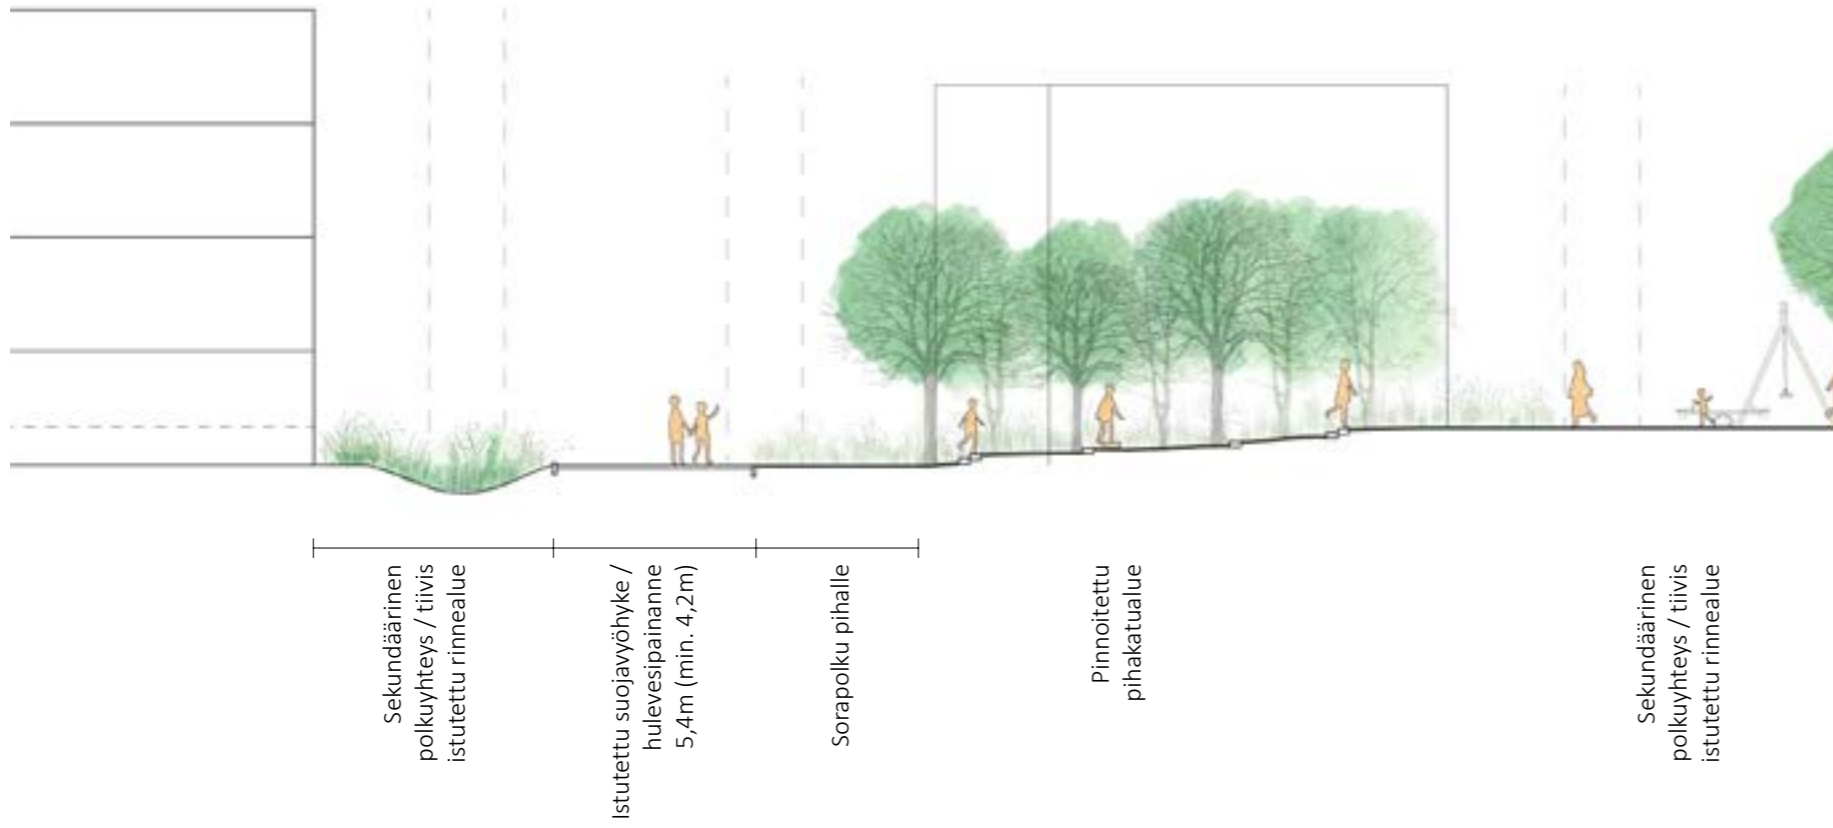 Sekundäärinen
polkuyhteys / tiivis
istutettu rinnealue
Istutettu suojavyöhyke /
hulevesipainanne
5,4m (min. 4,2m)
Sorapolku pihalle
Pinnoitettu
pihakatualue
Sekundäärinen
polkuyhteys / tiivis
istutettu rinnealue